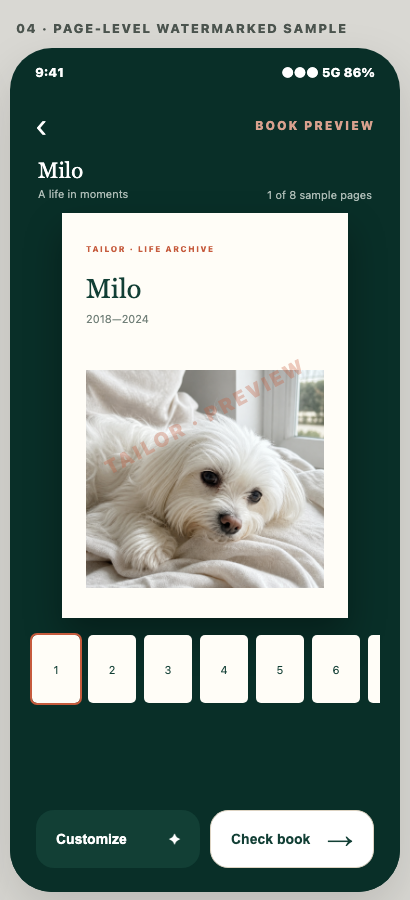 04 · PAGE-LEVEL WATERMARKED SAMPLE
9:41 5G 86%
BOOK PREVIEW
Milo
A life in moments
1 of 8 sample pages
TAILOR · LIFE ARCHIVE
Milo
2018—2024
TAILOR · PREVIEW
1 2 3 4 5 6
Customize
Check book